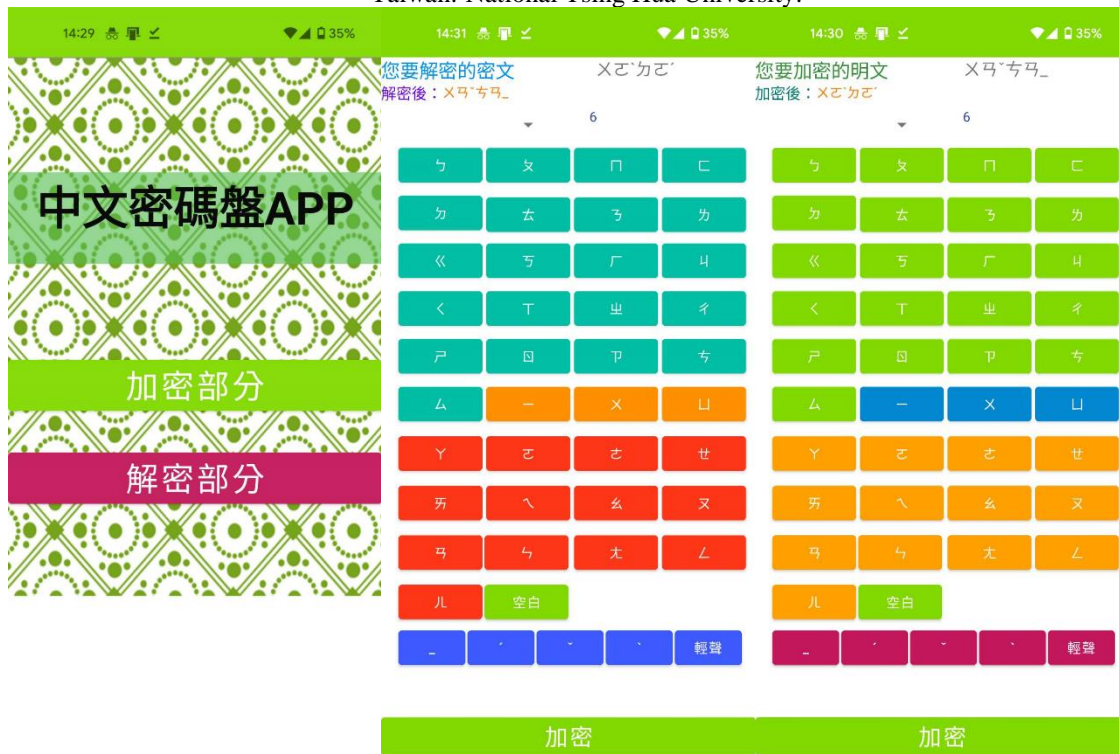 Taiwan: National Tsing Hua University.
14:29 35%
中文密碼盤APP
加密部分
解密部分
14:31 35%
您要解密的密文 ㄨㄛˋㄉㄛˊ
解密後：ㄨㄢˇㄘㄢ_
6
ㄅ ㄆ ㄇ ㄈ
ㄉ ㄊ ㄋ ㄌ
ㄍ ㄎ ㄏ ㄐ
ㄑ ㄒ ㄓ ㄔ
ㄕ ㄖ ㄗ ㄘ
ㄙ ㄧ ㄨ ㄩ
ㄚ ㄛ ㄜ ㄝ
ㄞ ㄟ ㄠ ㄡ
ㄢ ㄣ ㄤ ㄥ
ㄦ 空白
_ ˊ ˇ ˋ 輕聲
加密
14:30 35%
您要加密的明文 ㄨㄢˇㄘㄢ_
加密後：ㄨㄛˋㄉㄛˊ
6
ㄅ ㄆ ㄇ ㄈ
ㄉ ㄊ ㄋ ㄌ
ㄍ ㄎ ㄏ ㄐ
ㄑ ㄒ ㄓ ㄔ
ㄕ ㄖ ㄗ ㄘ
ㄙ ㄧ ㄨ ㄩ
ㄚ ㄛ ㄜ ㄝ
ㄞ ㄟ ㄠ ㄡ
ㄢ ㄣ ㄤ ㄥ
ㄦ 空白
_ ˊ ˇ ˋ 輕聲
加密